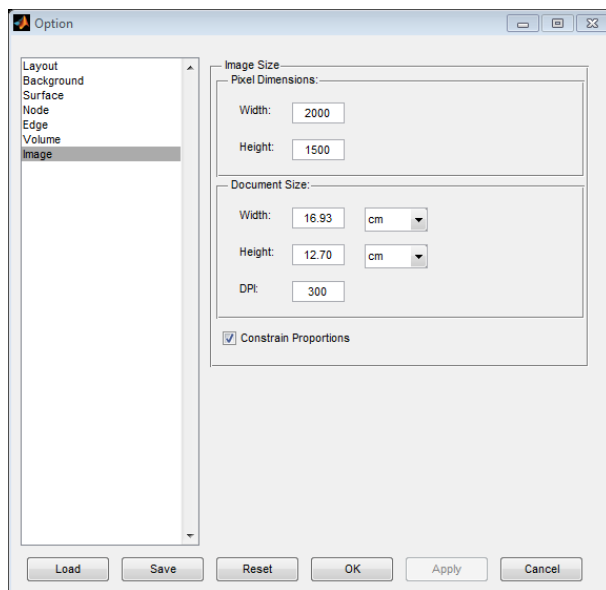 Option
Layout
Background
Surface
Node
Edge
Volume
Image
Image Size
Pixel Dimensions:
Width: 2000
Height: 1500
Document Size:
Width: 16.93 cm
Height: 12.70 cm
DPI: 300
Constrain Proportions
Load Save Reset OK Apply Cancel